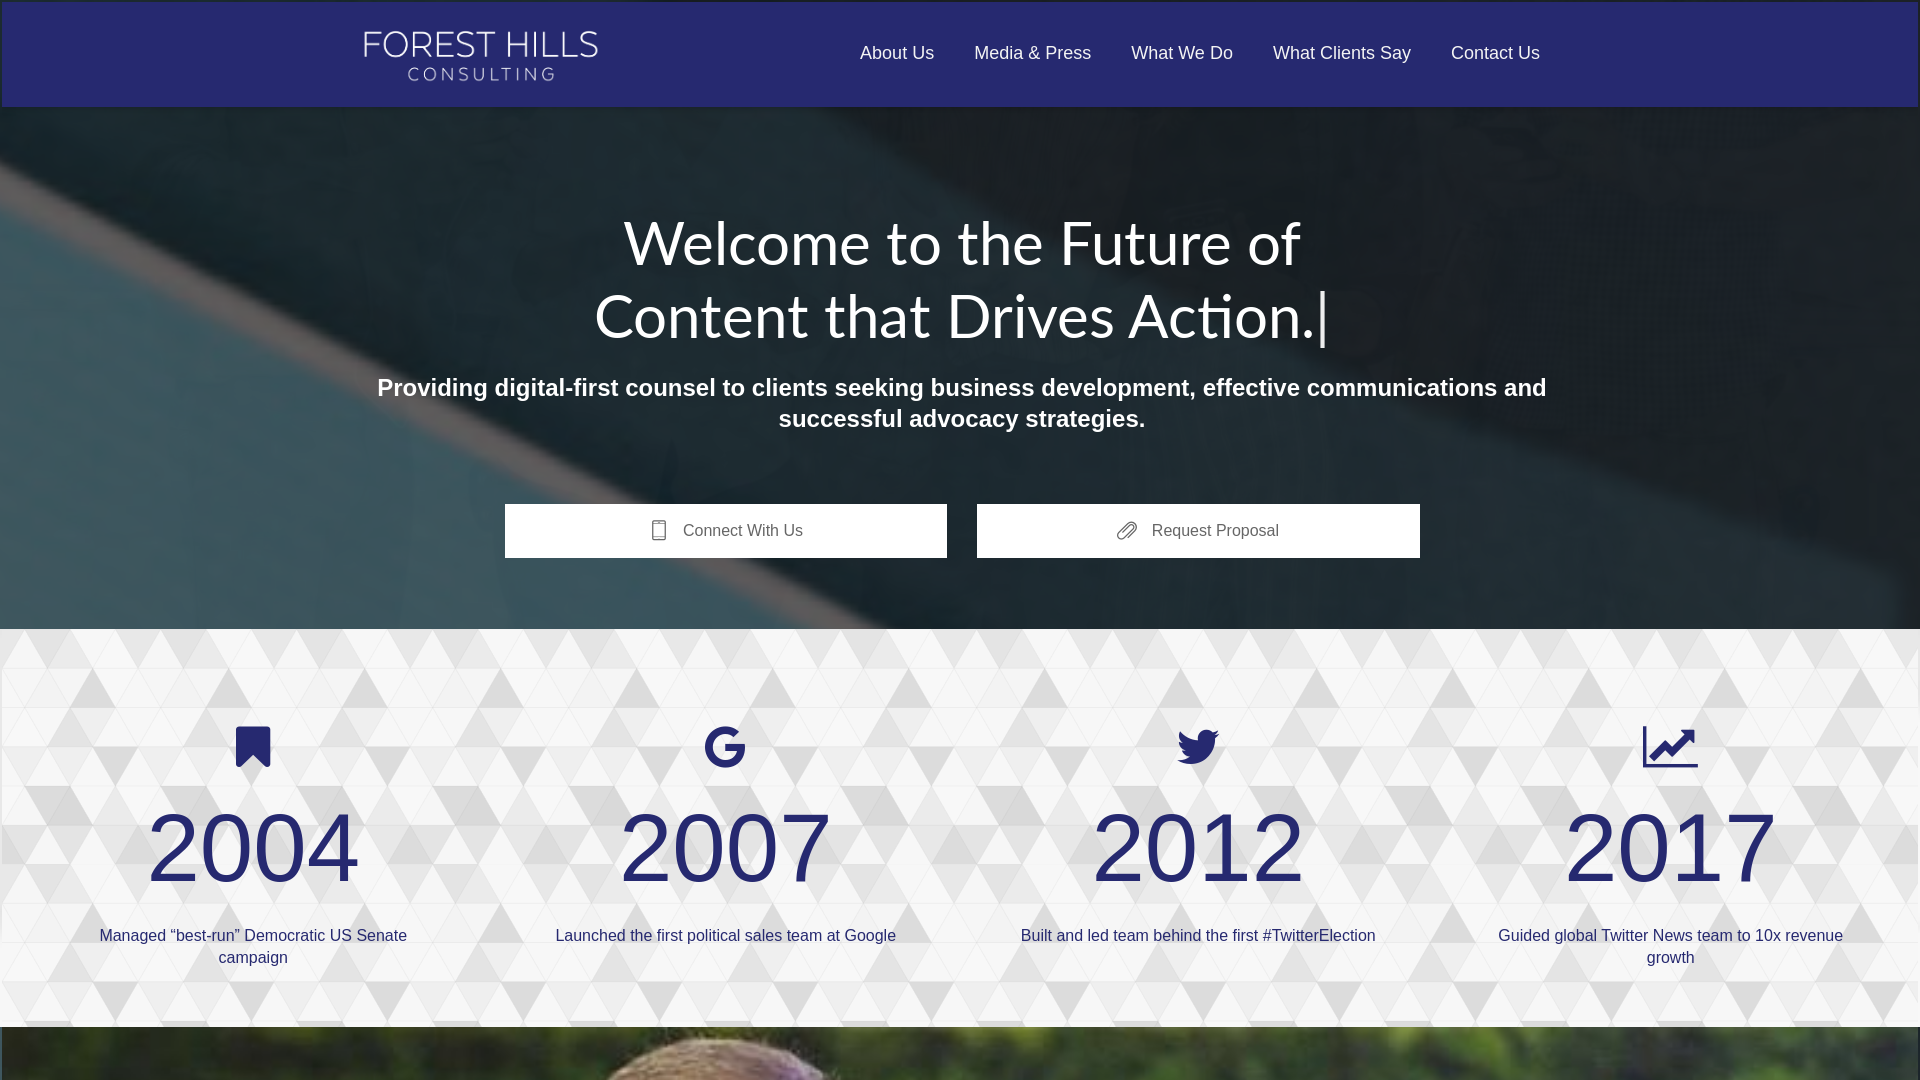 FOREST HILLS
CONSULTING
About Us
Media & Press
What We Do
What Clients Say
Contact Us
Welcome to the Future of
Content that Drives Action.|
Providing digital-first counsel to clients seeking business development, effective communications and
successful advocacy strategies.
Connect With Us
Request Proposal
2004
Managed “best-run” Democratic US Senate
campaign
2007
Launched the first political sales team at Google
2012
Built and led team behind the first #TwitterElection
2017
Guided global Twitter News team to 10x revenue
growth